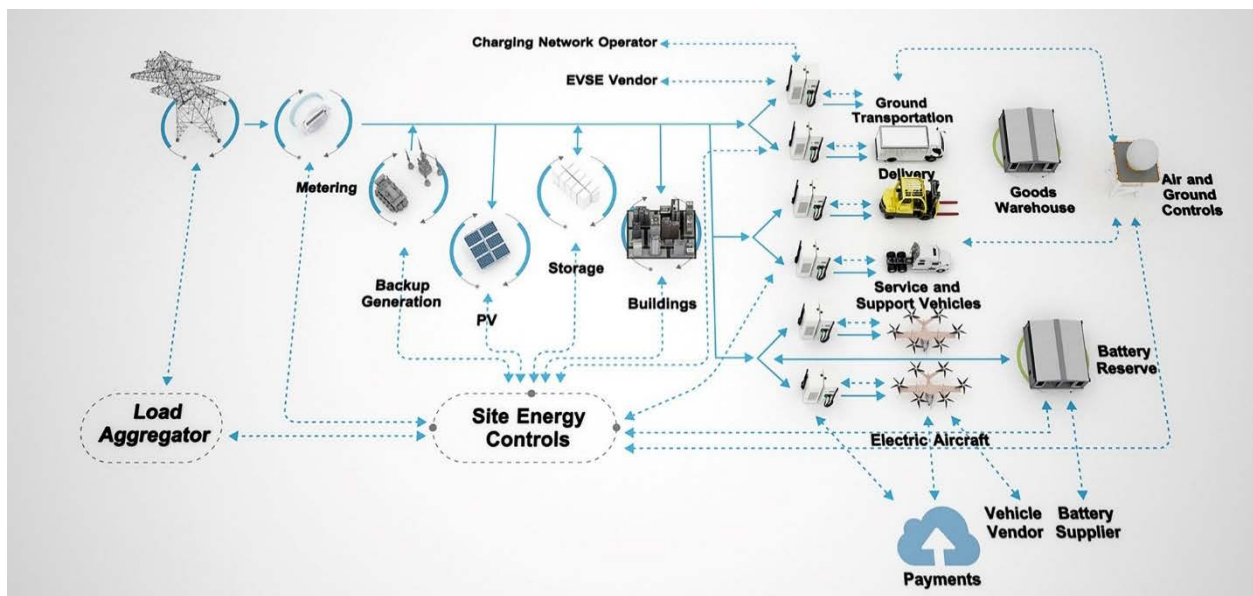 Charging Network Operator
EVSE Vendor
Ground
Transportation
Metering
Delivery
Goods
Warehouse
Air and
Ground
Controls
Storage
Backup
Generation
PV
Buildings
Service and
Support Vehicles
Battery
Reserve
Load
Aggregator
Site Energy
Controls
Electric Aircraft
Vehicle
Vendor
Battery
Supplier
Payments